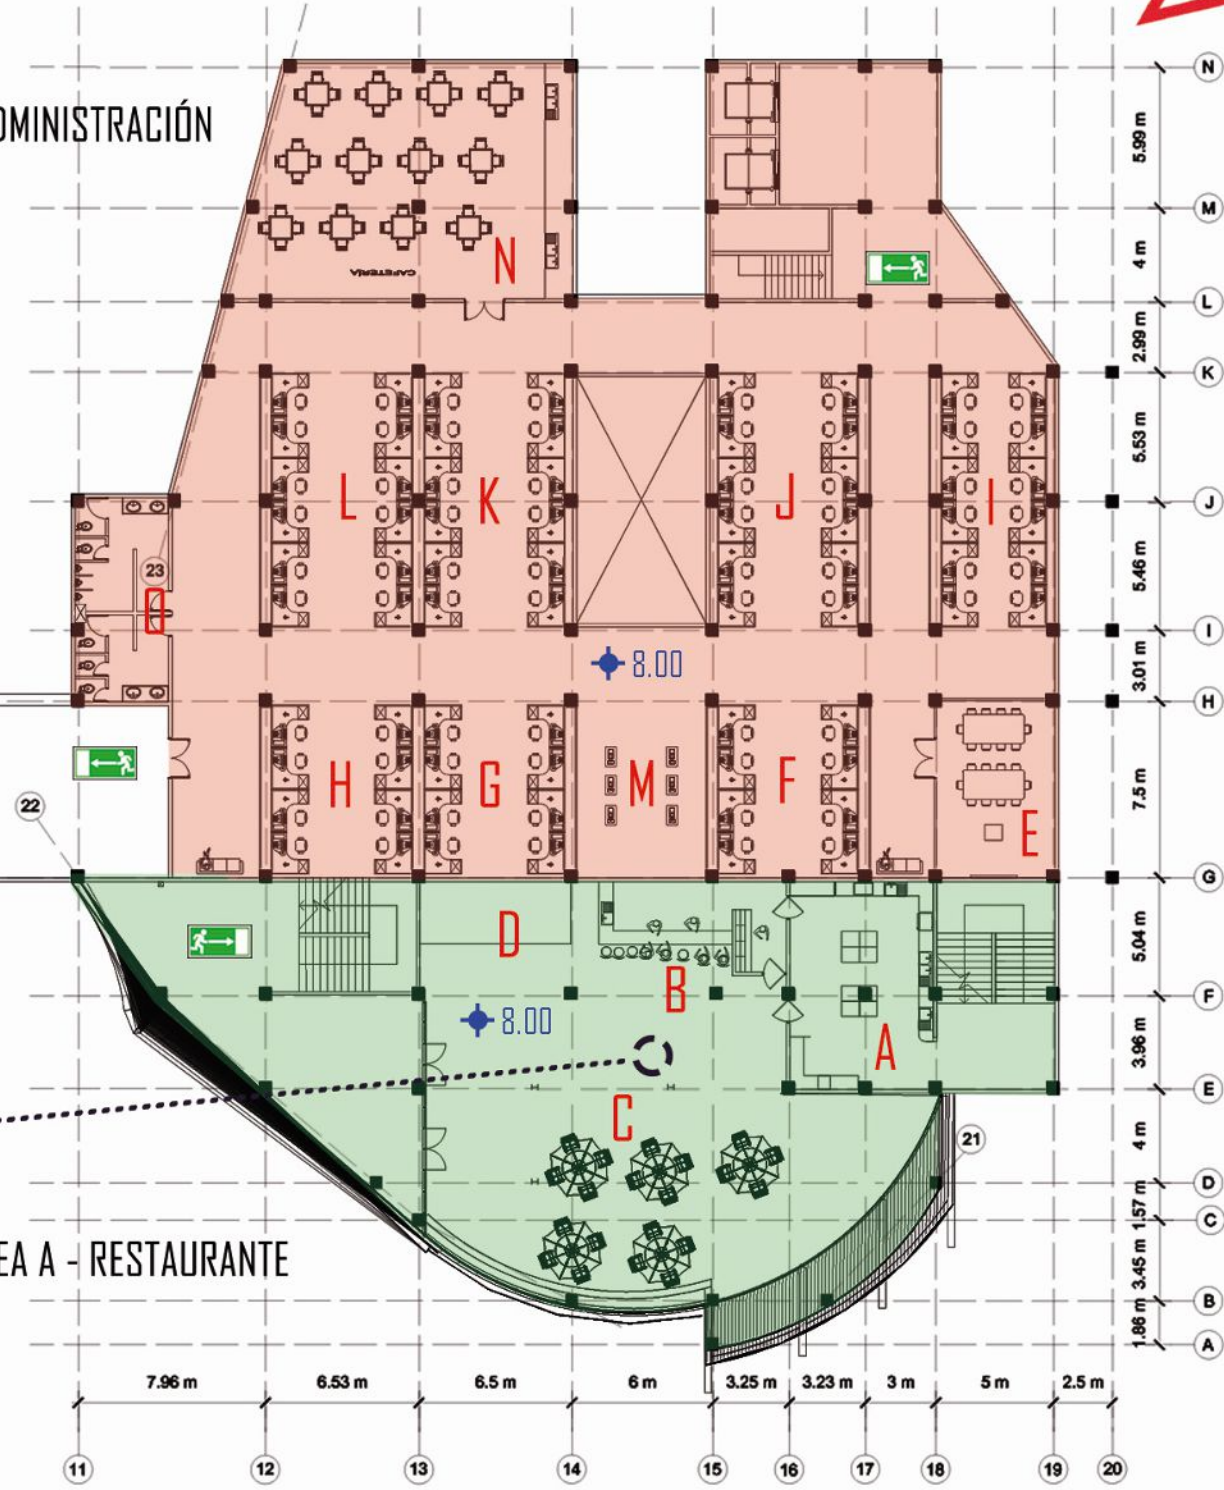 N
DMINISTRACIÓN
5.99 m
M
4 m
N
CAFETERÍA
L
2.99 m
K
5.53 m
L
K
J
I
J
5.46 m
23
I
8.00
3.01 m
H
H
G
M
F
7.5 m
22
E
G
D
5.04 m
B
F
8.00
A
3.96 m
E
C
4 m
21
D
1.57 m
C
EA A - RESTAURANTE
3.45 m
B
1.86 m
A
7.96 m 6.53 m 6.5 m 6 m 3.25 m 3.23 m 3 m 5 m 2.5 m
11 12 13 14 15 16 17 18 19 20